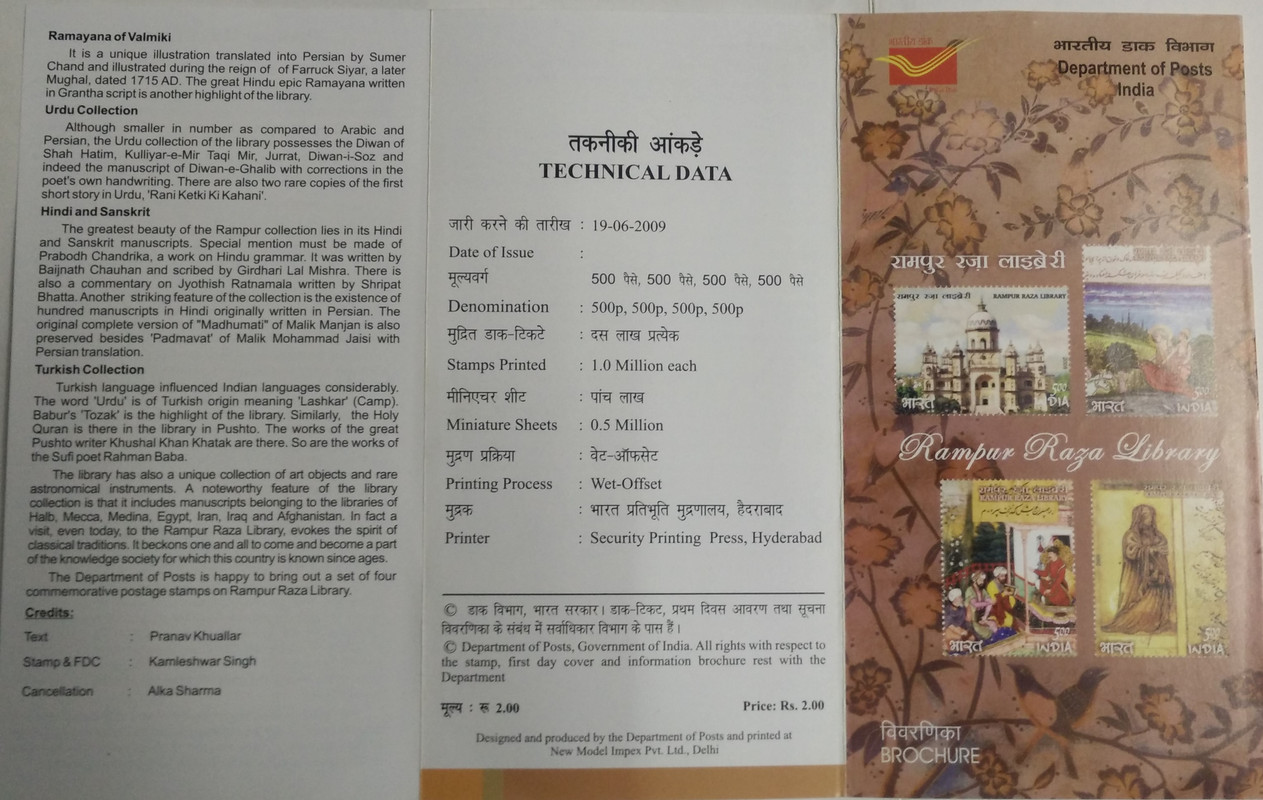 Ramayana of Valmiki
It is a unique illustration translated into Persian by Sumer
Chand and illustrated during the reign of of Farruck Siyar, a later
Mughal, dated 1715 AD. The great Hindu epic Ramayana written
in Grantha script is another highlight of the library.
Urdu Collection
Although smaller in number as compared to Arabic and
Persian, the Urdu collection of the library possesses the Diwan of
Shah Hatim, Kulliyar-e-Mir Taqi Mir, Jurrat, Diwan-i-Soz and
indeed the manuscript of Diwan-e-Ghalib with corrections in the
poet's own handwriting. There are also two rare copies of the first
short story in Urdu, 'Rani Ketki Ki Kahani'.
Hindi and Sanskrit
The greatest beauty of the Rampur collection lies in its Hindi
and Sanskrit manuscripts. Special mention must be made of
Prabodh Chandrika, a work on Hindu grammar. It was written by
Baijnath Chauhan and scribed by Girdhari Lal Mishra. There is
also a commentary on Jyothish Ratnamala written by Shripat
Bhatta. Another striking feature of the collection is the existence of
hundred manuscripts in Hindi originally written in Persian. The
original complete version of "Madhumati" of Malik Manjan is also
preserved besides 'Padmavat' of Malik Mohammad Jaisi with
Persian translation.
Turkish Collection
Turkish language influenced Indian languages considerably.
The word 'Urdu' is of Turkish origin meaning 'Lashkar' (Camp).
Babur's 'Tozak' is the highlight of the library. Similarly, the Holy
Quran is there in the library in Pushto. The works of the great
Pushto writer Khushal Khan Khatak are there. So are the works of
the Sufi poet Rahman Baba.
The library has also a unique collection of art objects and rare
astronomical instruments. A noteworthy feature of the library
collection is that it includes manuscripts belonging to the libraries of
Halb, Mecca, Medina, Egypt, Iran, Iraq and Afghanistan. In fact a
visit, even today, to the Rampur Raza Library, evokes the spirit of
classical traditions. It beckons one and all to come and become a part
of the knowledge society for which this country is known since ages.
The Department of Posts is happy to bring out a set of four
commemorative postage stamps on Rampur Raza Library.
Credits:
Text : Pranav Khuallar
Stamp & FDC : Kamleshwar Singh
Cancellation : Alka Sharma
तकनीकी आंकड़े
TECHNICAL DATA
जारी करने की तारीख : 19-06-2009
Date of Issue :
मूल्यवर्ग 500 पैसे, 500 पैसे, 500 पैसे, 500 पैसे
Denomination : 500p, 500p, 500p, 500p
मुद्रित डाक-टिकटे : दस लाख प्रत्येक
Stamps Printed : 1.0 Million each
मीनिएचर शीट : पांच लाख
Miniature Sheets : 0.5 Million
मुद्रण प्रक्रिया : वेट-ऑफसेट
Printing Process : Wet-Offset
मुद्रक : भारत प्रतिभूति मुद्रणालय, हैदराबाद
Printer : Security Printing Press, Hyderabad
© डाक विभाग, भारत सरकार। डाक-टिकट, प्रथम दिवस आवरण तथा सूचना
विवरणिका के संबंध में सर्वाधिकार विभाग के पास हैं।
© Department of Posts, Government of India. All rights with respect to
the stamp, first day cover and information brochure rest with the
Department
मूल्य : रू 2.00 Price: Rs. 2.00
Designed and produced by the Department of Posts and printed at
New Model Impex Pvt. Ltd., Delhi
भारतीय डाक
भारतीय डाक विभाग
Department of Posts
India
रामपुर रज़ा लाइब्रेरी
रामपुर रज़ा लाइब्रेरी RAMPUR RAZA LIBRARY
500
भारत INDIA
500
भारत INDIA
Rampur Raza Library
रामपुर रज़ा लाइब्रेरी
RAMPUR RAZA LIBRARY
500
भारत INDIA
500
भारत INDIA
विवरणिका
BROCHURE